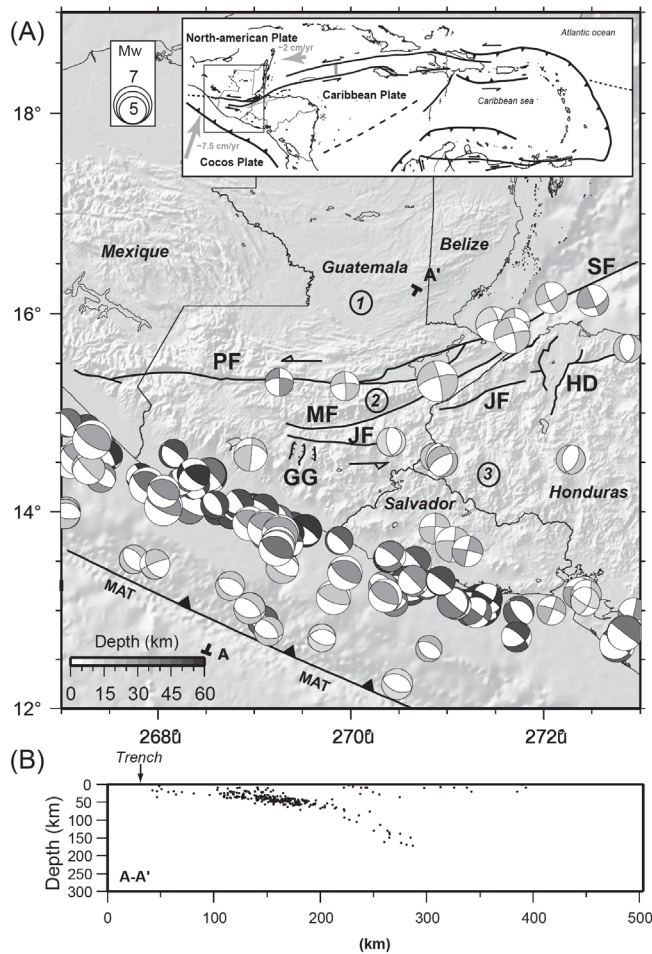 (A)
Mw
7
5
North-american Plate
~2 cm/yr
Atlantic ocean
Caribbean Plate
Caribbean sea
~7.5 cm/yr
Cocos Plate
18°
Mexique
Guatemala
Belize
A'
SF
16°
1
PF
MF
2
JF
JF
HD
GG
3
14°
Salvador
Honduras
MAT
Depth (km)
0 15 30 45 60
A
MAT
12°
268°
270°
272°
(B)
Trench
Depth (km)
0
50
100
150
200
250
300
A-A'
0 100 200 300 400 500
(km)